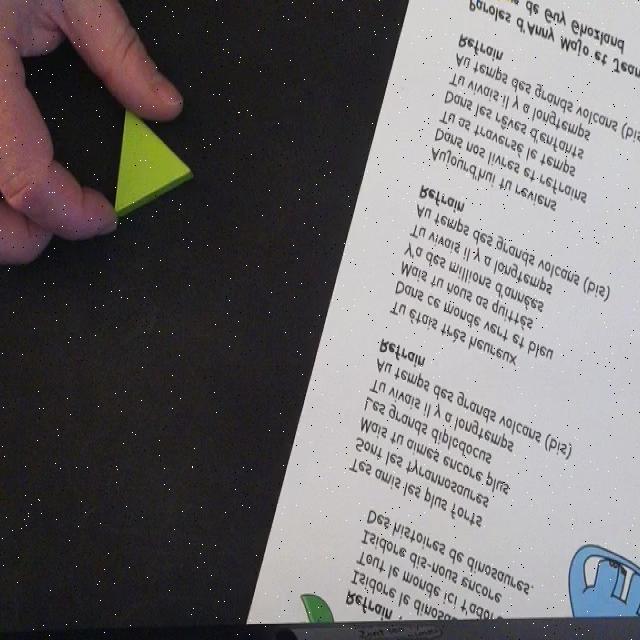 Refrain
Isidore le dinosaure
Tout le monde ici t'adore
Isidore dis-nous encore
Des histoires de dinosaures
Tes amis les plus forts
Sont les tyrannosaures
Mais tu aimes encore plus
Les grands diplodocus
Tu vivais il y a longtemps
Au temps des grands volcans (bis)
Refrain
Tu étais très heureux
Dans ce monde vert et bleu
Mais tu nous as quittés
Ya des millions d'années
Tu vivais il y a longtemps
Au temps des grands volcans (bis)
Refrain
Aujourd'hui tu reviens
Dans nos livres et refrains
Tu as traversé le temps
Dans les rêves d'enfants
Tu vivais il y a longtemps
Au temps des grands volcans (bis
Refrain
Paroles d'Anny Majo et Jean
de Guy Ghozland